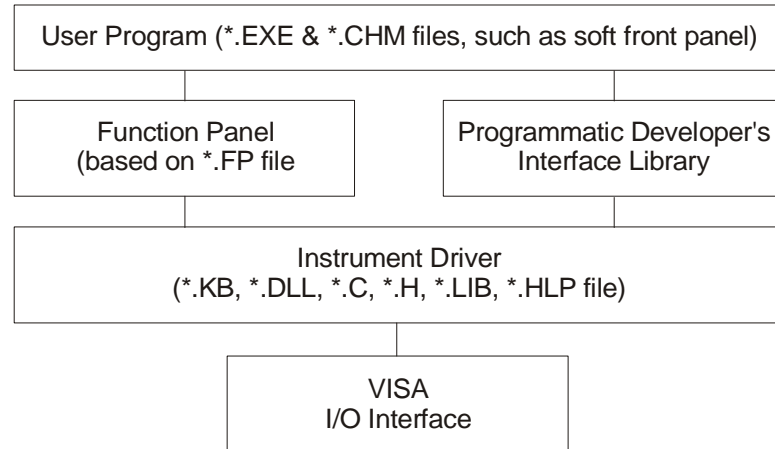 User Program (*.EXE & *.CHM files, such as soft front panel)
Function Panel
(based on *.FP file
Programmatic Developer's
Interface Library
Instrument Driver
(*.KB, *.DLL, *.C, *.H, *.LIB, *.HLP file)
VISA
I/O Interface